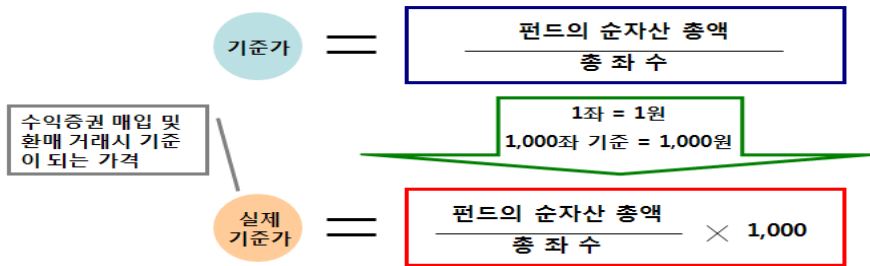 기준가
펀드의 순자산 총액
총 좌 수
수익증권 매입 및
환매 거래시 기준
이 되는 가격
1좌 = 1원
1,000좌 기준 = 1,000원
실제
기준가
펀드의 순자산 총액
총 좌 수
× 1,000